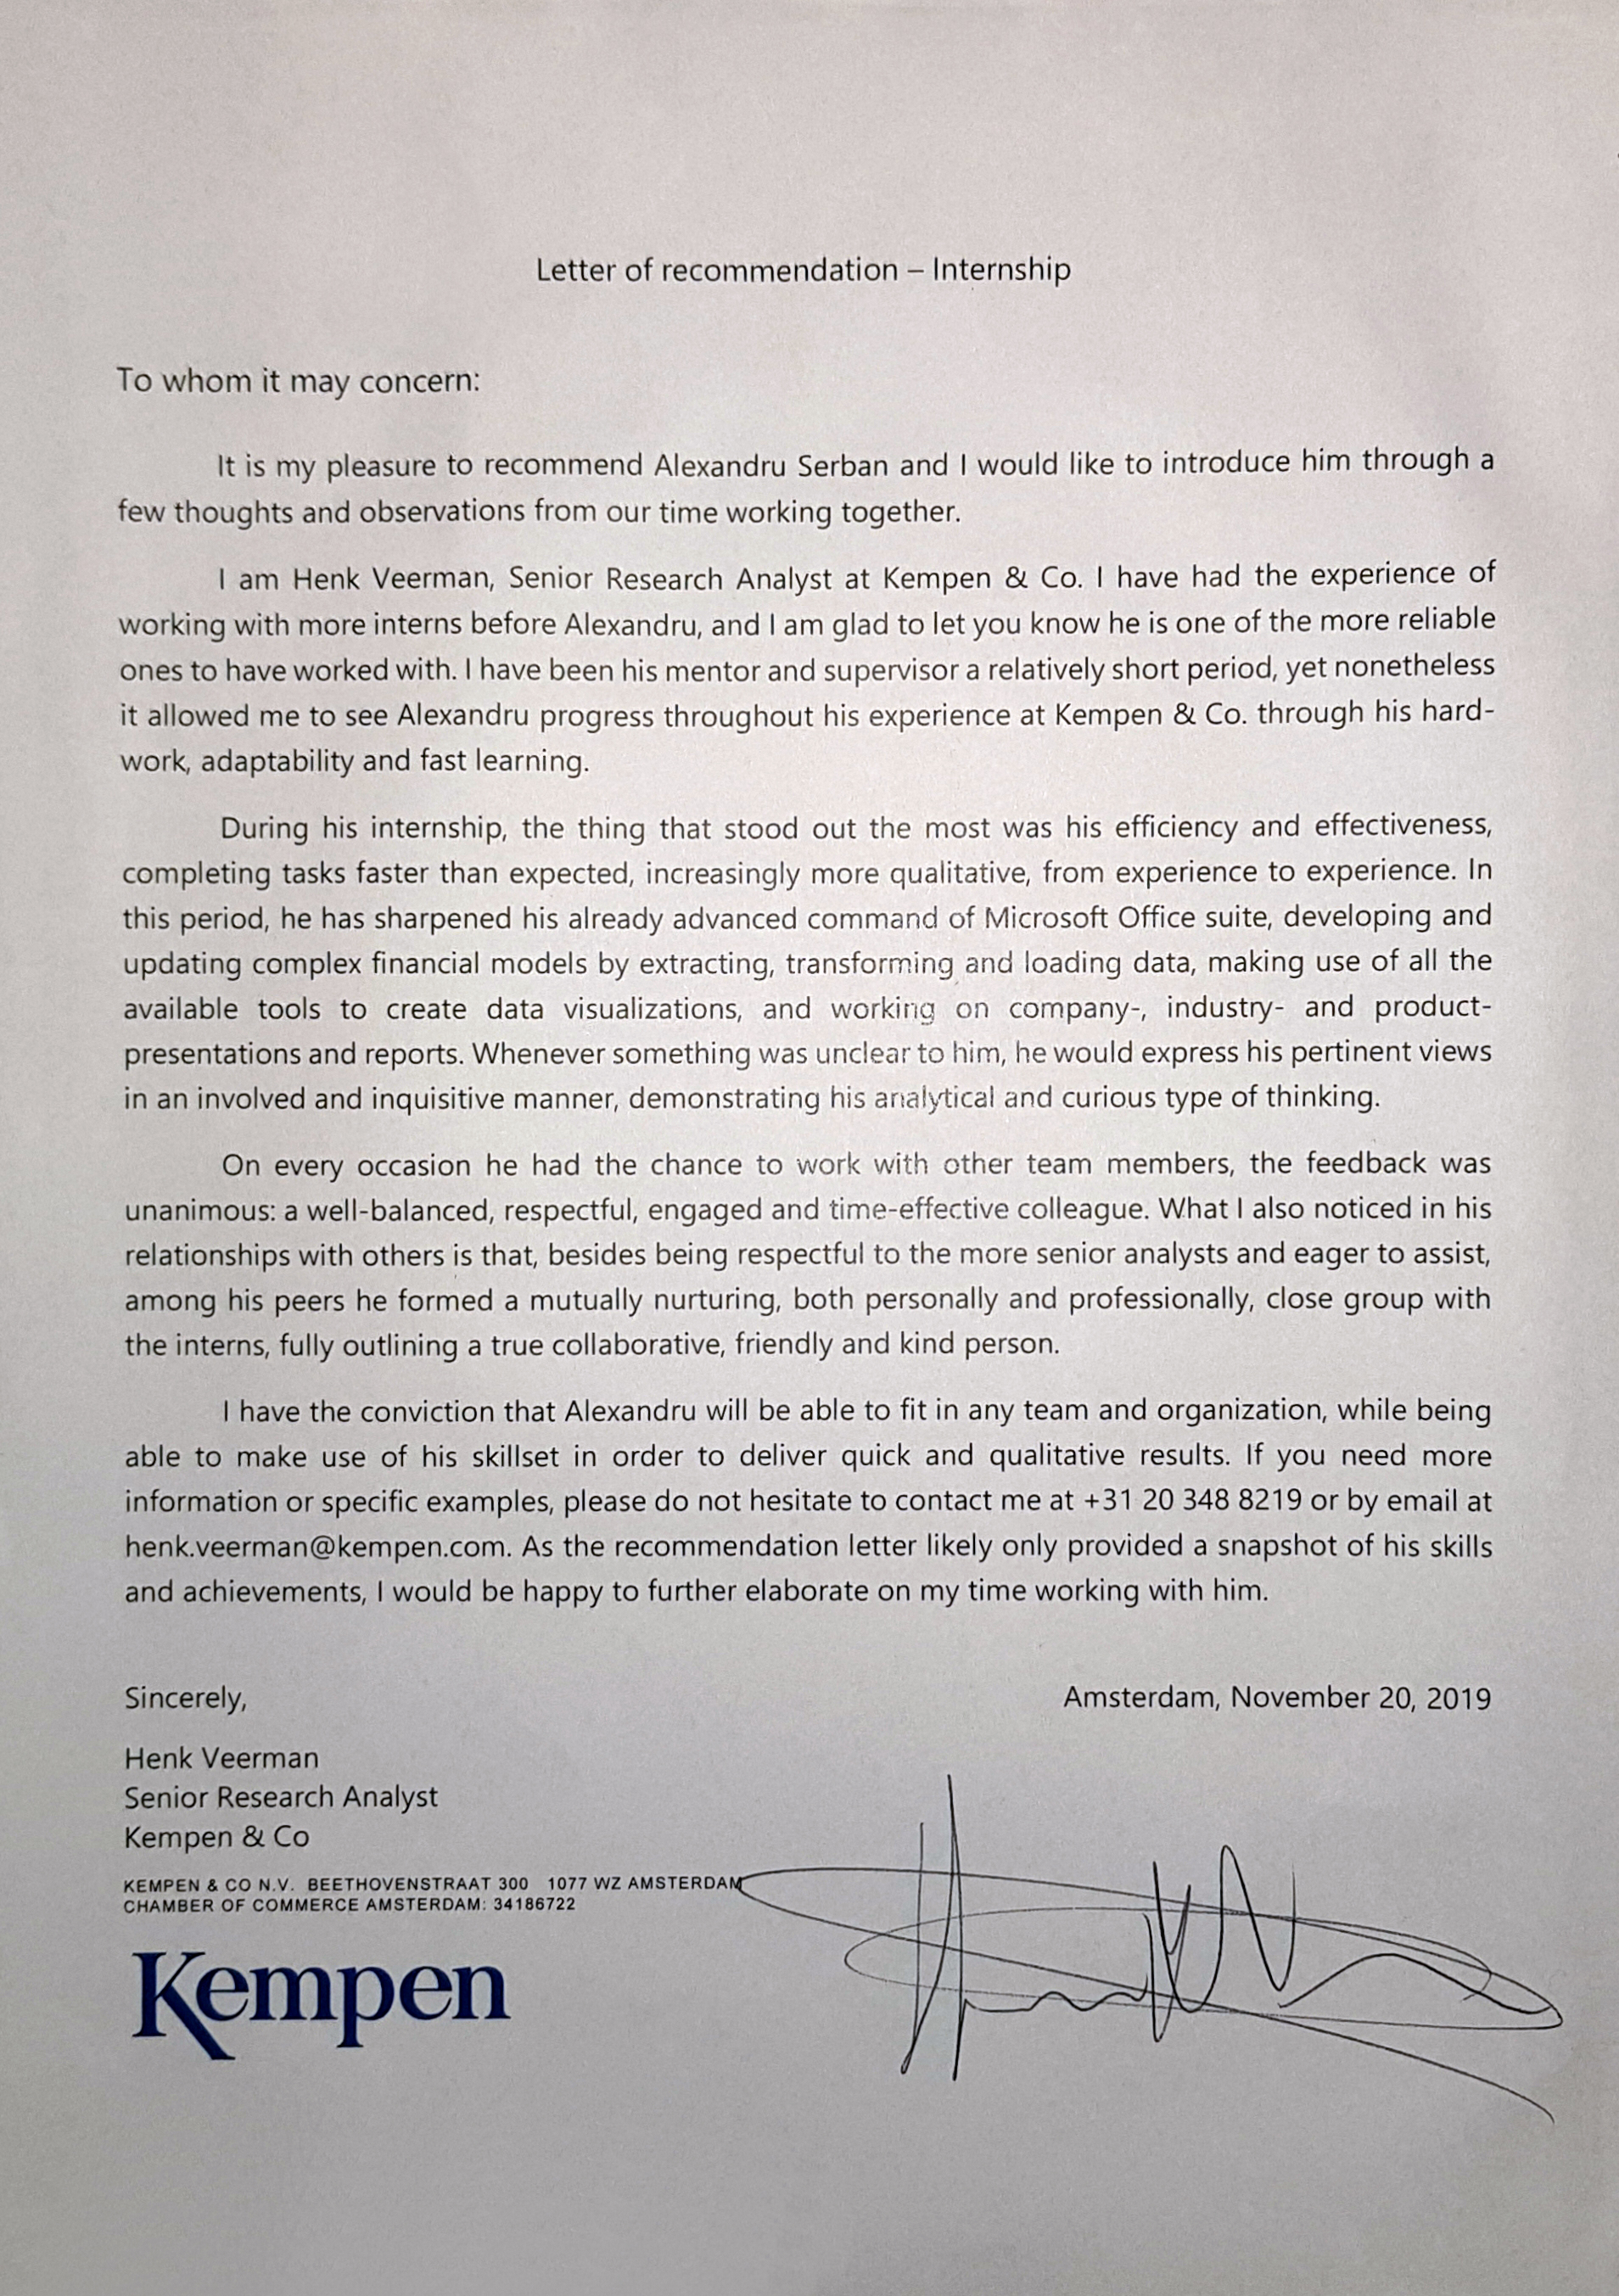 Letter of recommendation – Internship
To whom it may concern:
It is my pleasure to recommend Alexandru Serban and I would like to introduce him through a
few thoughts and observations from our time working together.
I am Henk Veerman, Senior Research Analyst at Kempen & Co. I have had the experience of
working with more interns before Alexandru, and I am glad to let you know he is one of the more reliable
ones to have worked with. I have been his mentor and supervisor a relatively short period, yet nonetheless
it allowed me to see Alexandru progress throughout his experience at Kempen & Co. through his hard-
work, adaptability and fast learning.
During his internship, the thing that stood out the most was his efficiency and effectiveness,
completing tasks faster than expected, increasingly more qualitative, from experience to experience. In
this period, he has sharpened his already advanced command of Microsoft Office suite, developing and
updating complex financial models by extracting, transforming and loading data, making use of all the
available tools to create data visualizations, and working on company-, industry- and product-
presentations and reports. Whenever something was unclear to him, he would express his pertinent views
in an involved and inquisitive manner, demonstrating his analytical and curious type of thinking.
On every occasion he had the chance to work with other team members, the feedback was
unanimous: a well-balanced, respectful, engaged and time-effective colleague. What I also noticed in his
relationships with others is that, besides being respectful to the more senior analysts and eager to assist,
among his peers he formed a mutually nurturing, both personally and professionally, close group with
the interns, fully outlining a true collaborative, friendly and kind person.
I have the conviction that Alexandru will be able to fit in any team and organization, while being
able to make use of his skillset in order to deliver quick and qualitative results. If you need more
information or specific examples, please do not hesitate to contact me at +31 20 348 8219 or by email at
henk.veerman@kempen.com. As the recommendation letter likely only provided a snapshot of his skills
and achievements, I would be happy to further elaborate on my time working with him.
Sincerely,
Amsterdam, November 20, 2019
Henk Veerman
Senior Research Analyst
Kempen & Co
KEMPEN & CO N.V. BEETHOVENSTRAAT 300 1077 WZ AMSTERDAM
CHAMBER OF COMMERCE AMSTERDAM: 34186722
Kempen